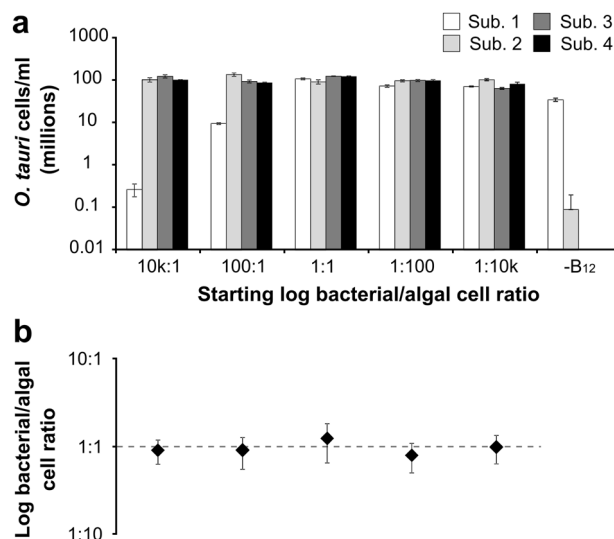 a
Sub. 1 Sub. 3
Sub. 2 Sub. 4
O. tauri cells/ml
(millions)
1000
100
10
1
0.1
0.01
10k:1 100:1 1:1 1:100 1:10k -B12
Starting log bacterial/algal cell ratio
b
Log bacterial/algal
cell ratio
10:1
1:1
1:10